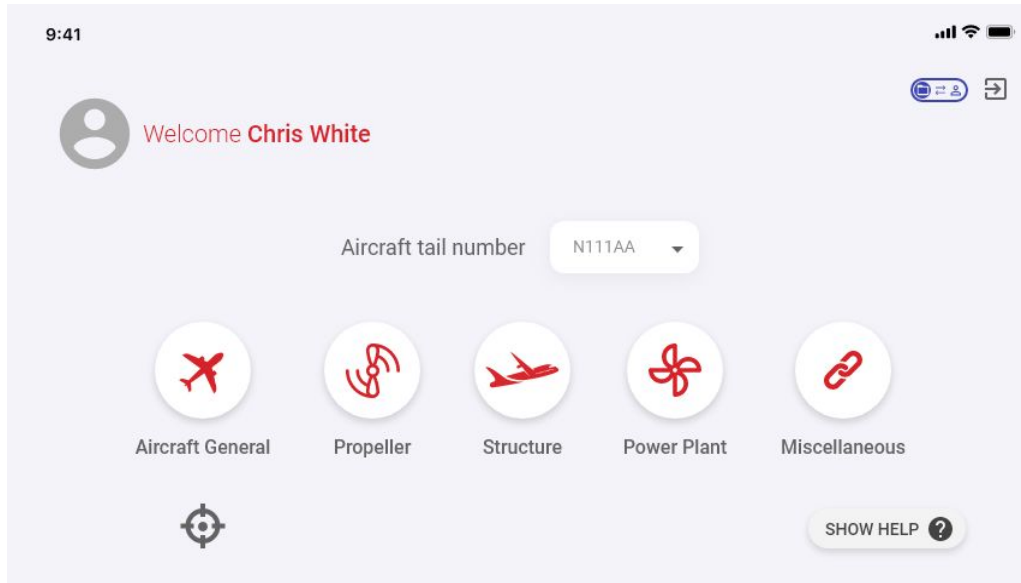 9:41
Welcome Chris White
Aircraft tail number N111AA
Aircraft General Propeller Structure Power Plant Miscellaneous
SHOW HELP ?